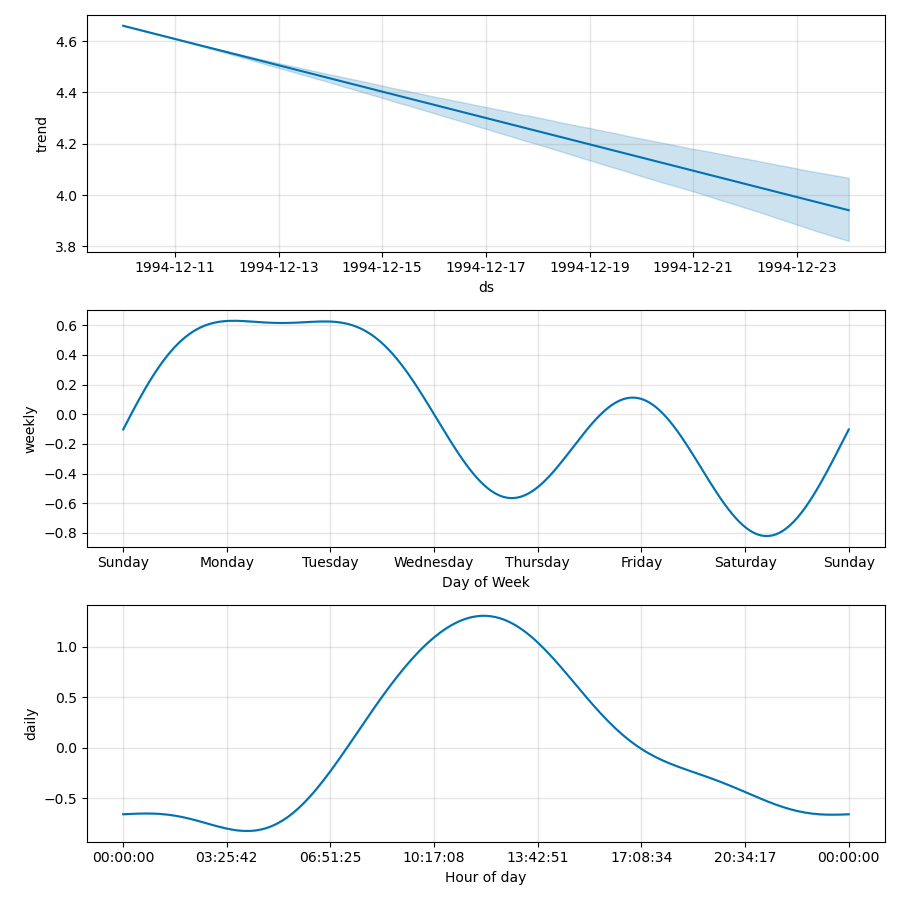 4.6
4.4
4.2
4.0
3.8
trend
1994-12-11 1994-12-13 1994-12-15 1994-12-17 1994-12-19 1994-12-21 1994-12-23
ds
0.6
0.4
0.2
0.0
−0.2
−0.4
−0.6
−0.8
weekly
Sunday Monday Tuesday Wednesday Thursday Friday Saturday Sunday
Day of Week
1.0
0.5
0.0
−0.5
daily
00:00:00 03:25:42 06:51:25 10:17:08 13:42:51 17:08:34 20:34:17 00:00:00
Hour of day